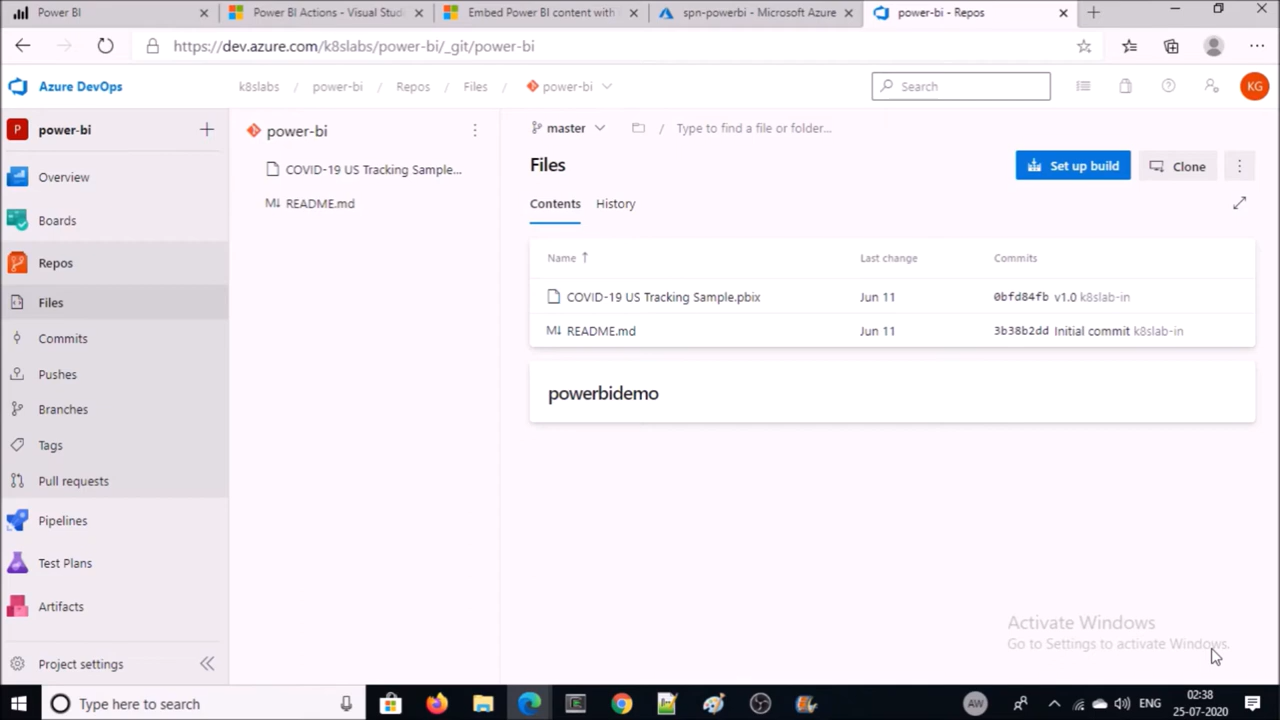 Power BI
Power BI Actions - Visual Studi
Embed Power BI content with
spn-powerbi - Microsoft Azure
power-bi - Repos
https://dev.azure.com/k8slabs/power-bi/_git/power-bi
Azure DevOps
k8slabs / power-bi / Repos / Files / power-bi
Search
KG
P power-bi
Overview
Boards
Repos
Files
Commits
Pushes
Branches
Tags
Pull requests
Pipelines
Test Plans
Artifacts
Project settings
power-bi
COVID-19 US Tracking Sample...
M↓ README.md
master / Type to find a file or folder...
Files
Set up build
Clone
Contents History
Name ↑ Last change Commits
COVID-19 US Tracking Sample.pbix Jun 11 0bfd84fb v1.0 k8slab-in
M↓ README.md Jun 11 3b38b2dd Initial commit k8slab-in
powerbidemo
Activate Windows
Go to Settings to activate Windows.
Type here to search
AW
ENG
02:38
25-07-2020